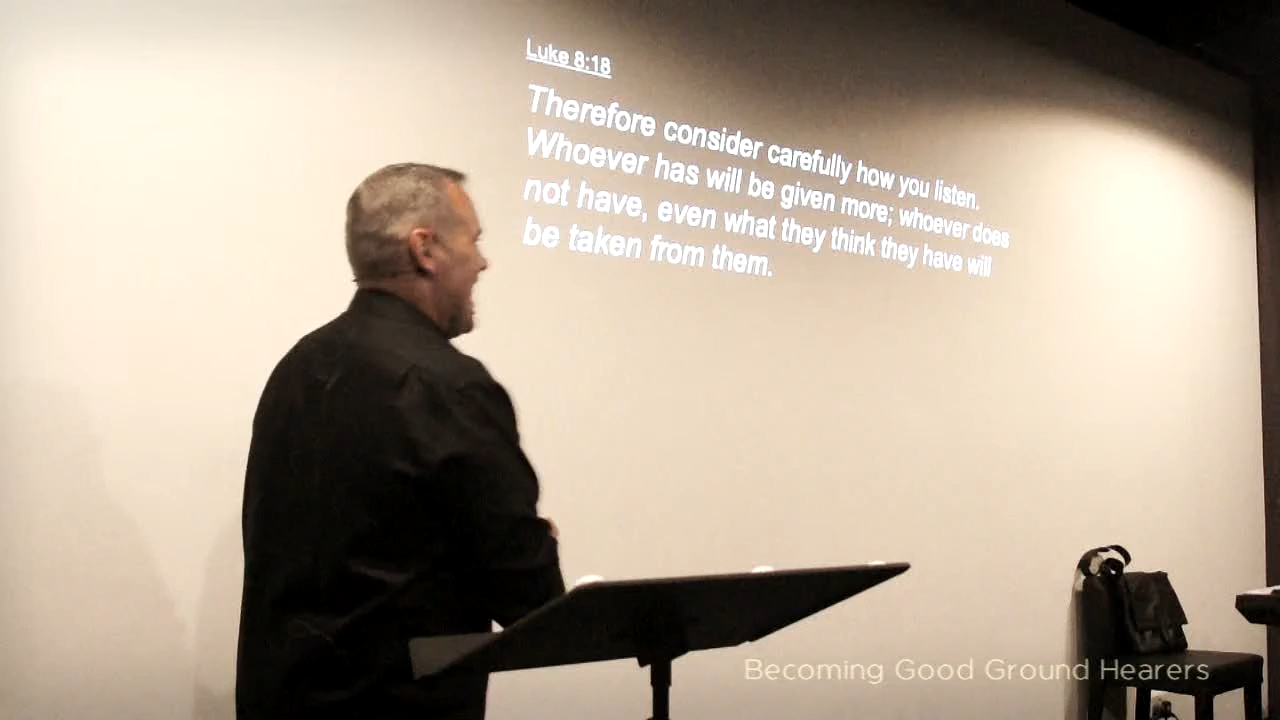 Luke 8:18
Therefore consider carefully how you listen.
Whoever has will be given more; whoever does
not have, even what they think they have will
be taken from them.
Becoming Good Ground Hearers